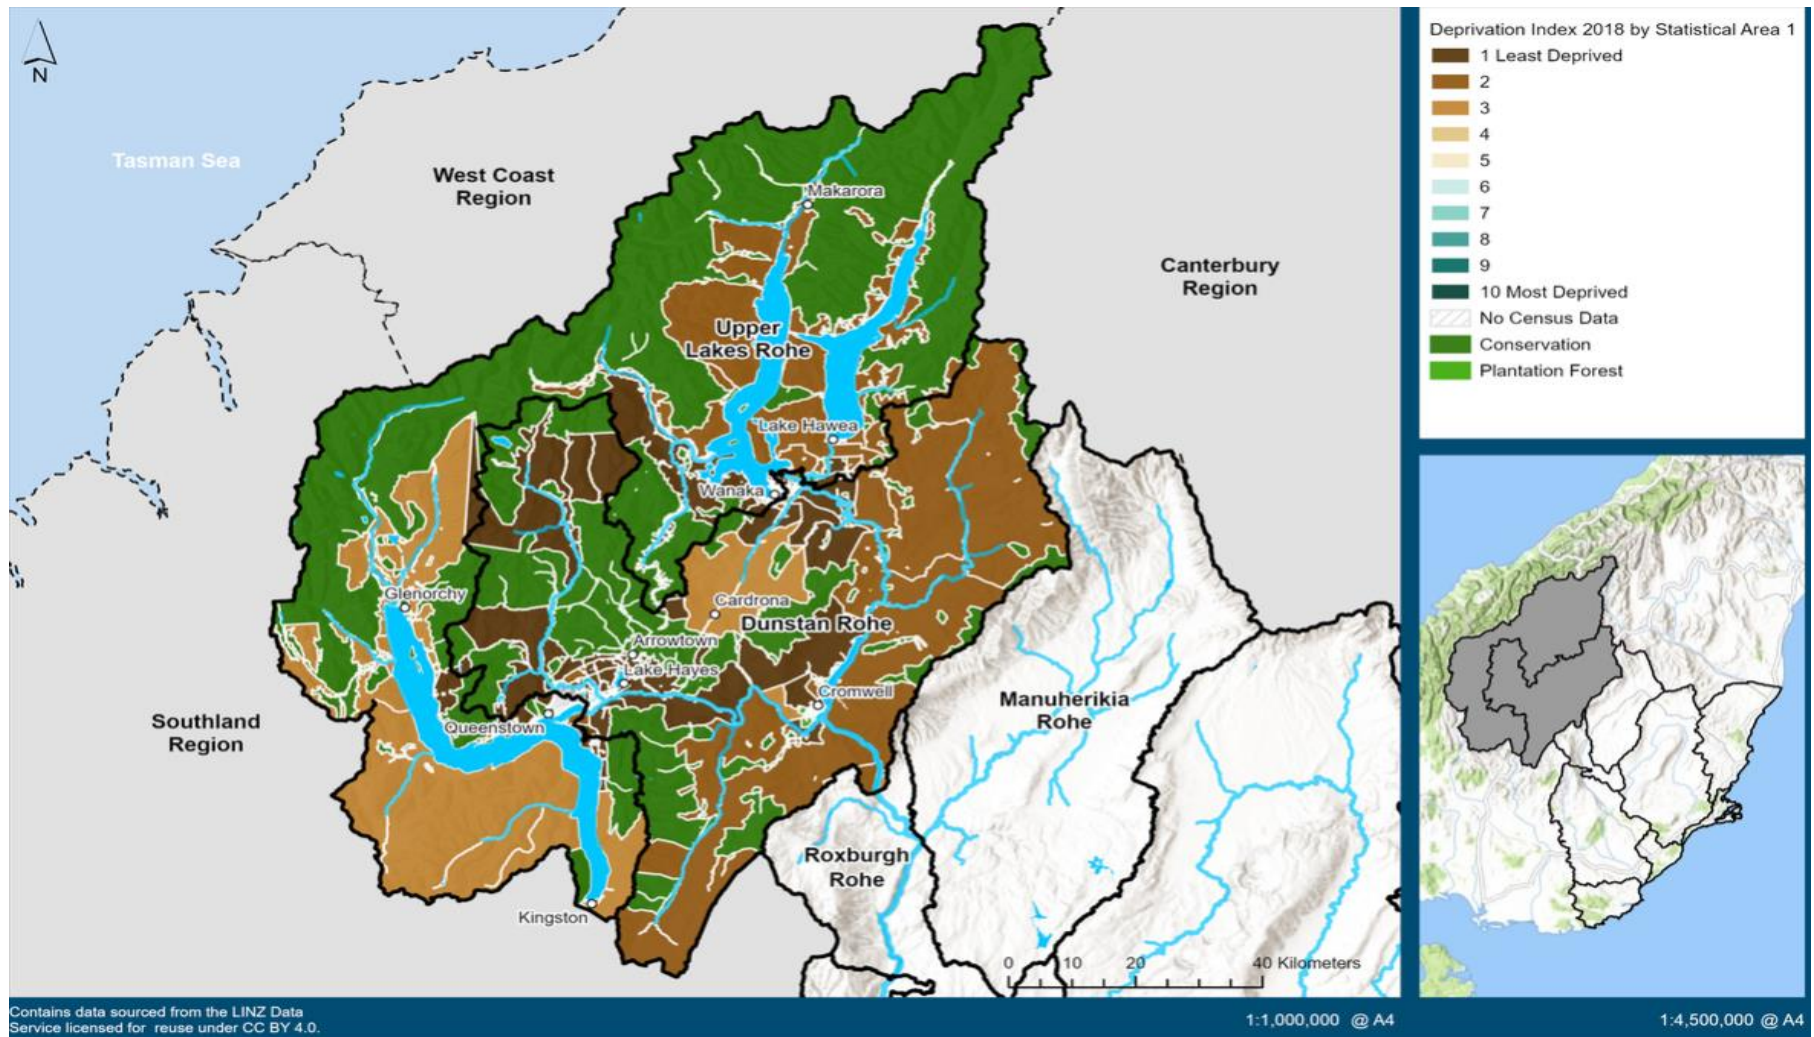 N
Tasman Sea
West Coast
Region
Makarora
Canterbury
Region
Upper
Lakes Rohe
Lake Hawea
Wanaka
Glenorchy
Cardrona
Dunstan Rohe
Arrowtown
Lake Hayes
Cromwell
Manuherikia
Rohe
Southland
Region
Queenstown
Roxburgh
Rohe
Kingston
0 10 20 40 Kilometers
Contains data sourced from the LINZ Data
Service licensed for reuse under CC BY 4.0.
1:1,000,000 @ A4
Deprivation Index 2018 by Statistical Area 1
1 Least Deprived
2
3
4
5
6
7
8
9
10 Most Deprived
No Census Data
Conservation
Plantation Forest
1:4,500,000 @ A4